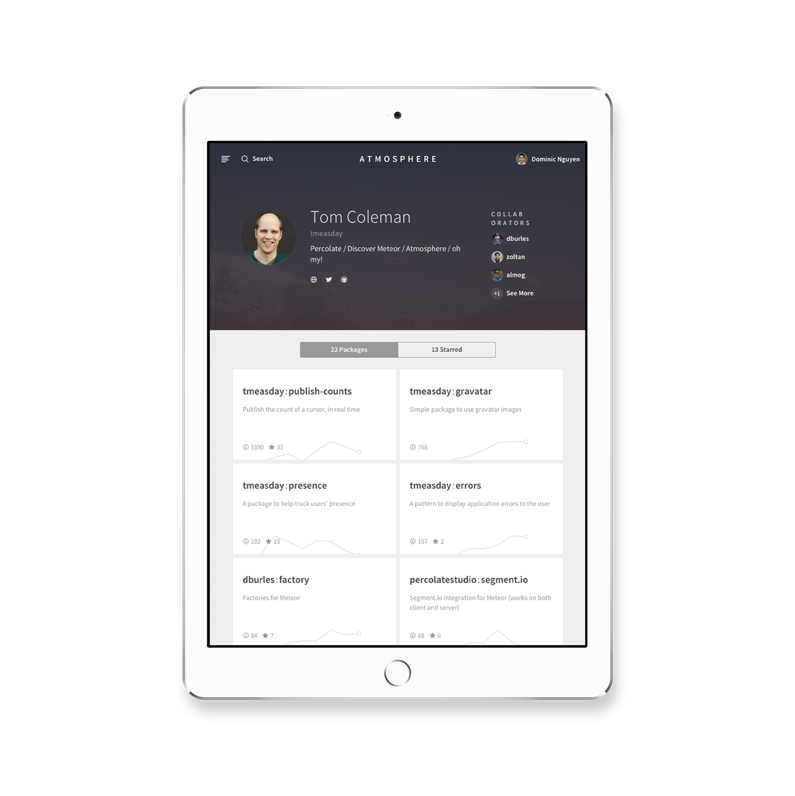 Search
ATMOSPHERE
Dominic Nguyen
Tom Coleman
tmeasday
Percolate / Discover Meteor / Atmosphere / oh
my!
COLLAB
ORATORS
dburles
zoltan
almog
+1 See More
22 Packages
13 Starred
tmeasday:publish-counts
Publish the count of a cursor, in real time
5390 33
tmeasday:gravatar
Simple package to use gravatar images
768
tmeasday:presence
A package to help track users' presence
232 15
tmeasday:errors
A pattern to display application errors to the user
157 2
dburles:factory
Factories for Meteor
84 7
percolatestudio:segment.io
Segment.io integration for Meteor (works on both
client and server)
68 6